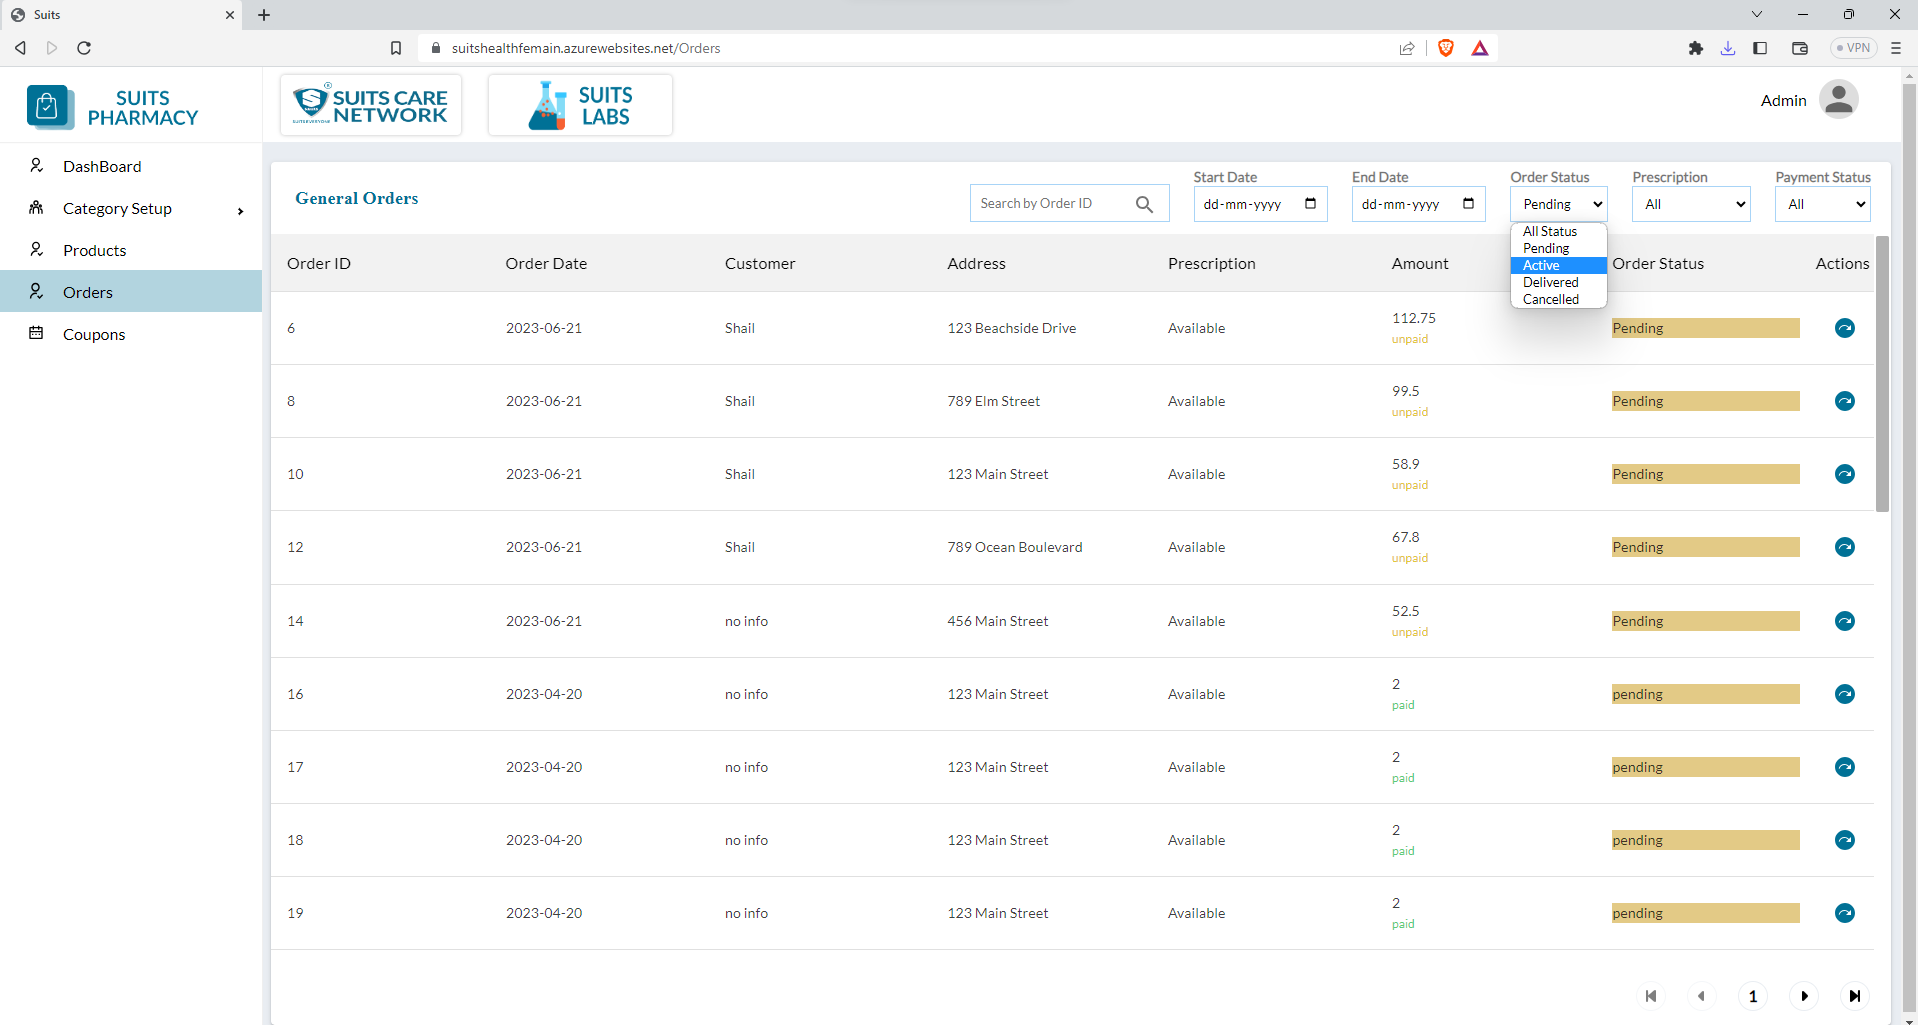 Suits
suitshealthfemain.azurewebsites.net/Orders
VPN
SUITS PHARMACY
SUITS CARE NETWORK
SUITS LABS
Admin
DashBoard
Category Setup
Products
Orders
Coupons
General Orders
Search by Order ID
Start Date
dd-mm-yyyy
End Date
dd-mm-yyyy
Order Status
Pending
Prescription
All
Payment Status
All
All Status
Pending
Active
Delivered
Cancelled
Order ID Order Date Customer Address Prescription Amount Order Status Actions
6 2023-06-21 Shail 123 Beachside Drive Available 112.75 unpaid Pending
8 2023-06-21 Shail 789 Elm Street Available 99.5 unpaid Pending
10 2023-06-21 Shail 123 Main Street Available 58.9 unpaid Pending
12 2023-06-21 Shail 789 Ocean Boulevard Available 67.8 unpaid Pending
14 2023-06-21 no info 456 Main Street Available 52.5 unpaid Pending
16 2023-04-20 no info 123 Main Street Available 2 paid pending
17 2023-04-20 no info 123 Main Street Available 2 paid pending
18 2023-04-20 no info 123 Main Street Available 2 paid pending
19 2023-04-20 no info 123 Main Street Available 2 paid pending
1